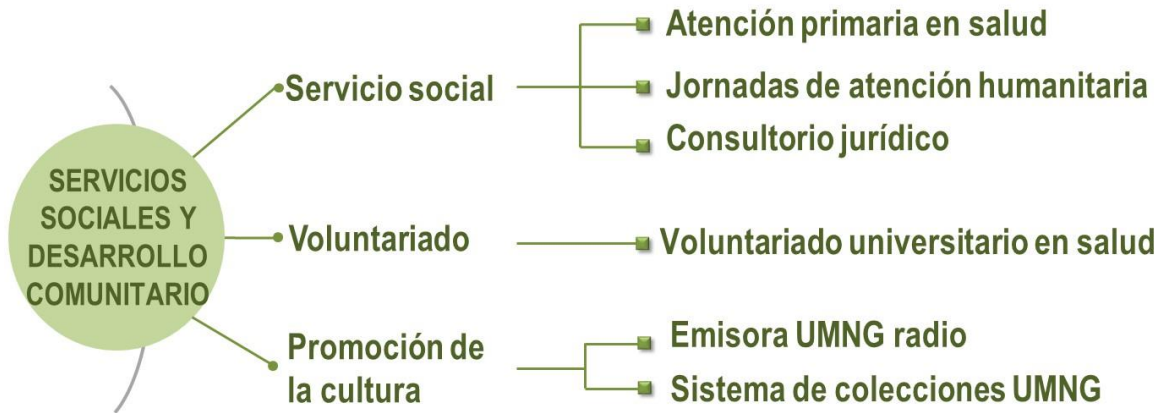 SERVICIOS
SOCIALES Y
DESARROLLO
COMUNITARIO
Servicio social
Atención primaria en salud
Jornadas de atención humanitaria
Consultorio jurídico
Voluntariado
Voluntariado universitario en salud
Promoción de
la cultura
Emisora UMNG radio
Sistema de colecciones UMNG